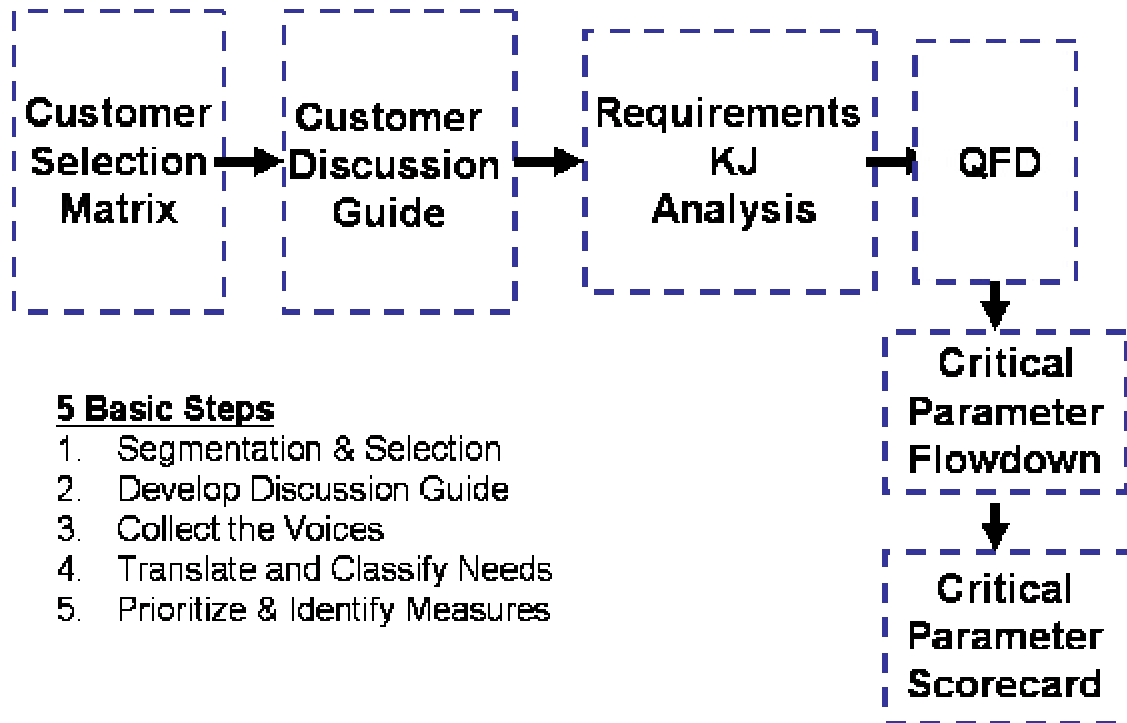 Customer
Selection
Matrix
Customer
Discussion
Guide
Requirements
KJ
Analysis
QFD
Critical
Parameter
Flowdown
Critical
Parameter
Scorecard
5 Basic Steps
1. Segmentation & Selection
2. Develop Discussion Guide
3. Collect the Voices
4. Translate and Classify Needs
5. Prioritize & Identify Measures